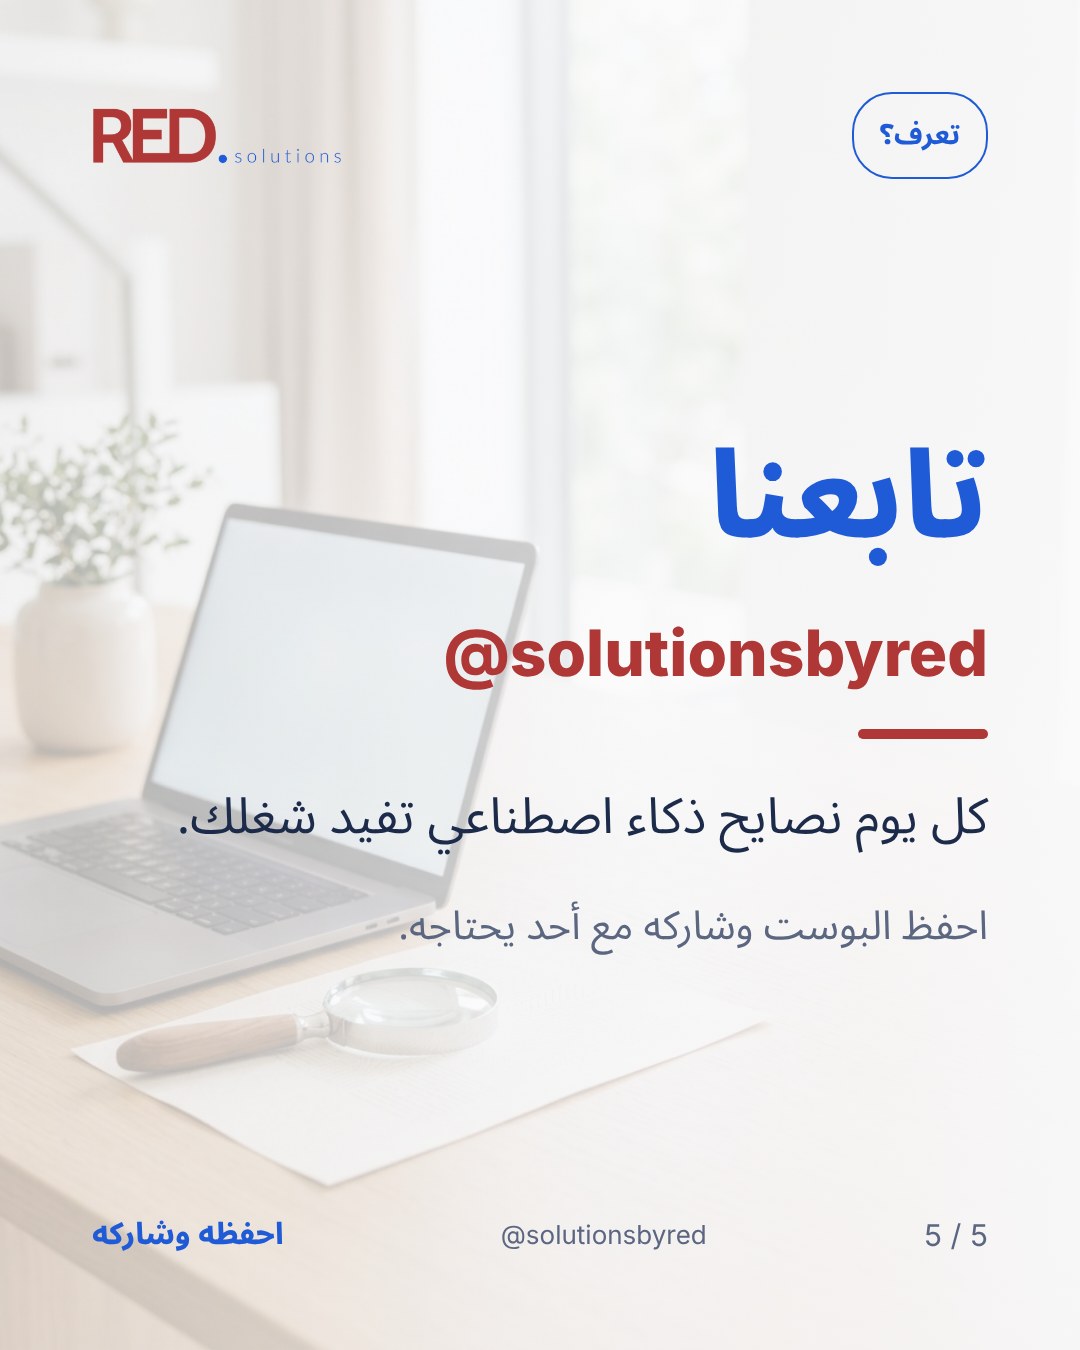 RED.solutions
تعرف؟
تابعنا
@solutionsbyred
كل يوم نصايح ذكاء اصطناعي تفيد شغلك.
احفظ البوست وشاركه مع أحد يحتاجه.
احفظه وشاركه
@solutionsbyred
5 / 5